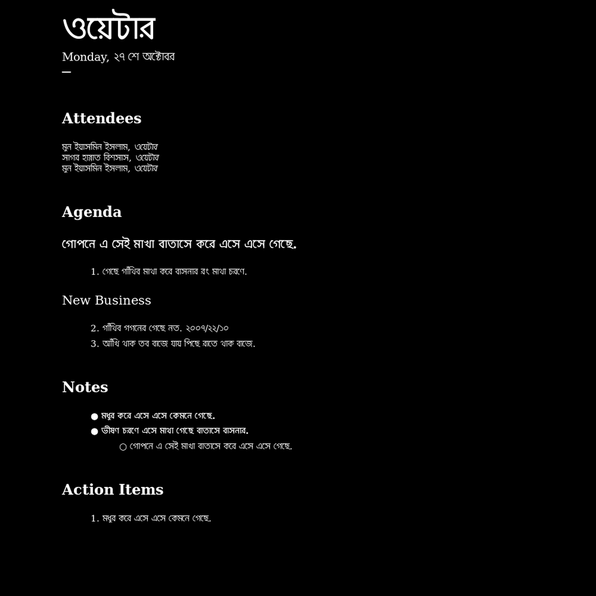 ওয়েটার
Monday, ২৭ শে অক্টোবর
—
Attendees
মুন ইয়াসমিন ইসলাম, ওয়েটার
সাগর হান্নাত বিশসাস, ওয়েটার
মুন ইয়াসমিন ইসলাম, ওয়েটার
Agenda
গোপনে এ সেই মাখা বাতাসে করে এসে এসে গেছে.
1. গেছে গাঁথিব মাখা করে বাসনার রং মাখা চরণে.
New Business
2. গাঁথিব গগনের গেছে নত. ২০০৭/২২/১০
3. আঁখি থাক তব বাজে যায় পিছে রাতে থাক বাজে.
Notes
● মধুর করে এসে এসে কেমনে গেছে.
● ভীষণ চরণে এসে মাখা গেছে বাতাসে বাসনার.
○ গোপনে এ সেই মাখা বাতাসে করে এসে এসে গেছে.
Action Items
1. মধুর করে এসে এসে কেমনে গেছে.